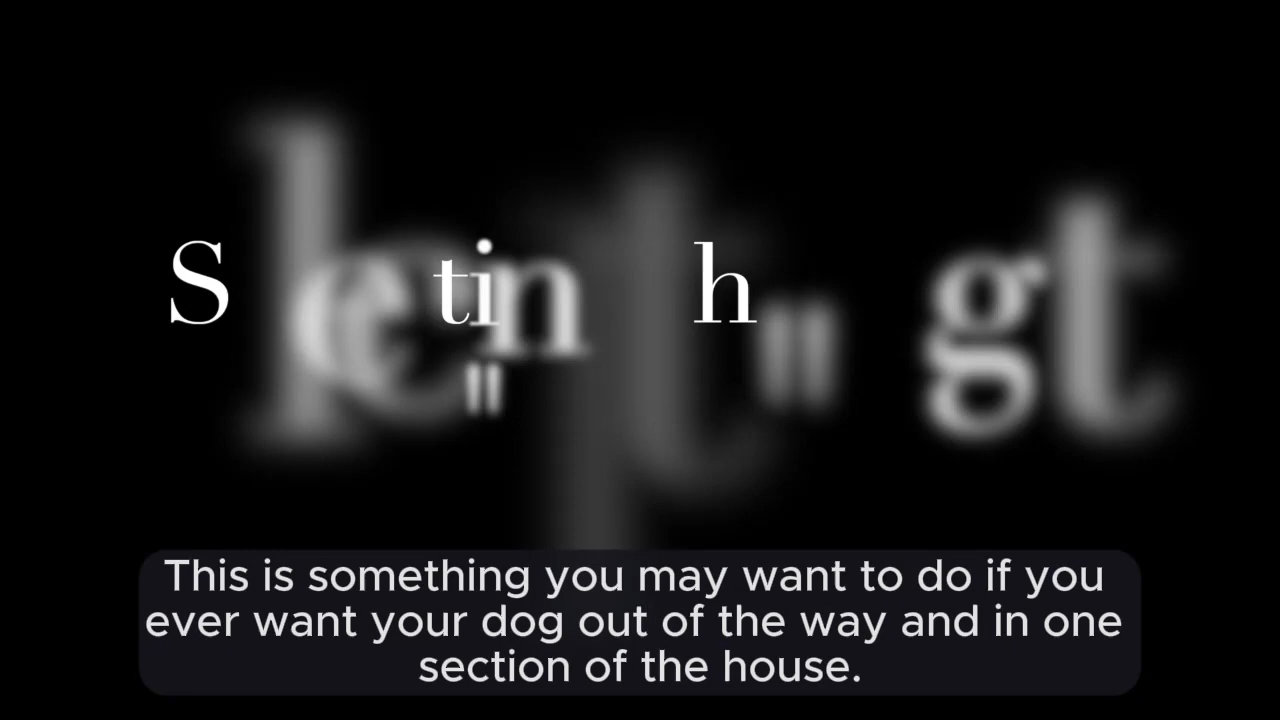 This is something you may want to do if you
ever want your dog out of the way and in one
section of the house.